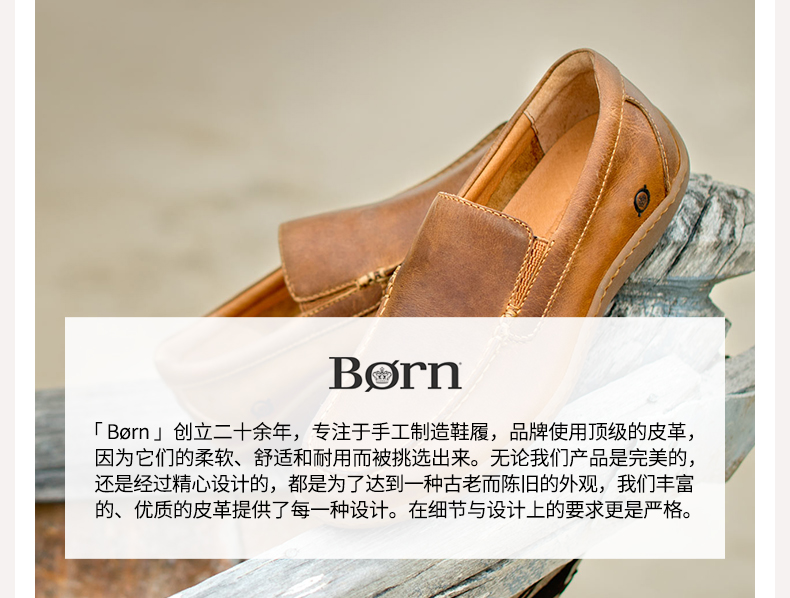 Børn
「 Børn 」创立二十余年，专注于手工制造鞋履，品牌使用顶级的皮革，
因为它们的柔软、舒适和耐用而被挑选出来。无论我们产品是完美的，
还是经过精心设计的，都是为了达到一种古老而陈旧的外观，我们丰富
的、优质的皮革提供了每一种设计。在细节与设计上的要求更是严格。